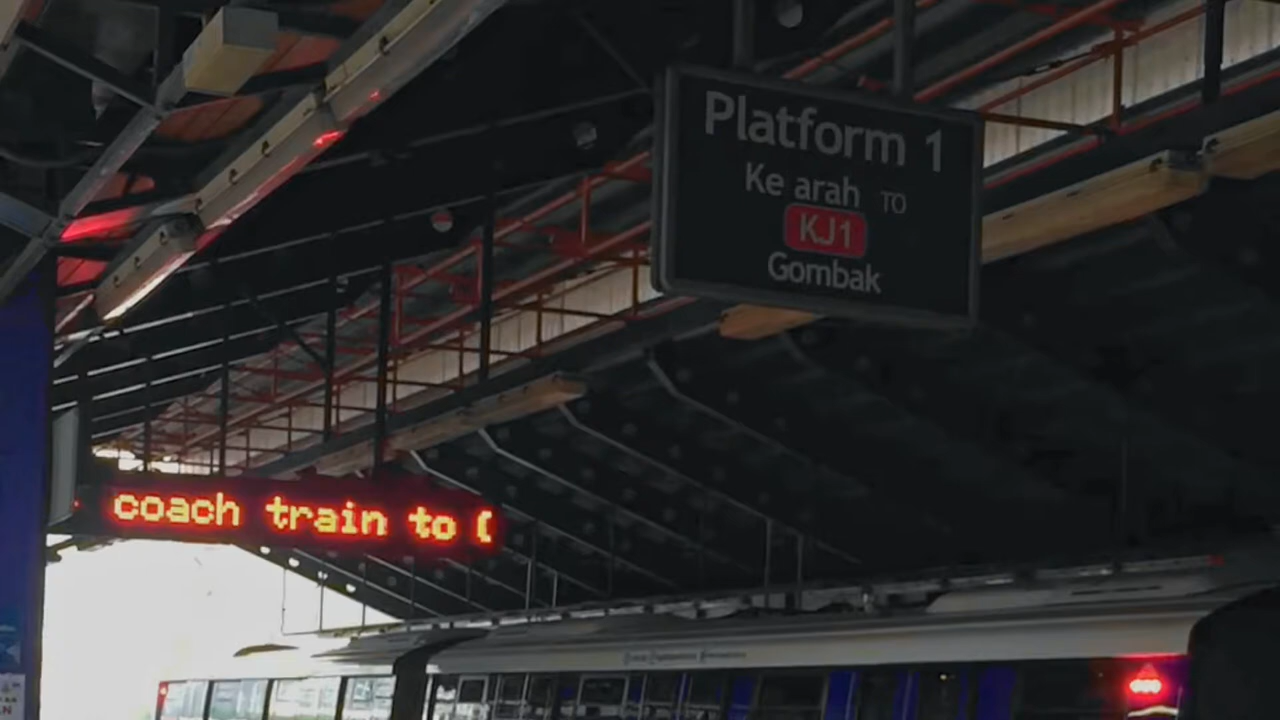 Platform 1
Ke arah TO
KJ1
Gombak
coach train to